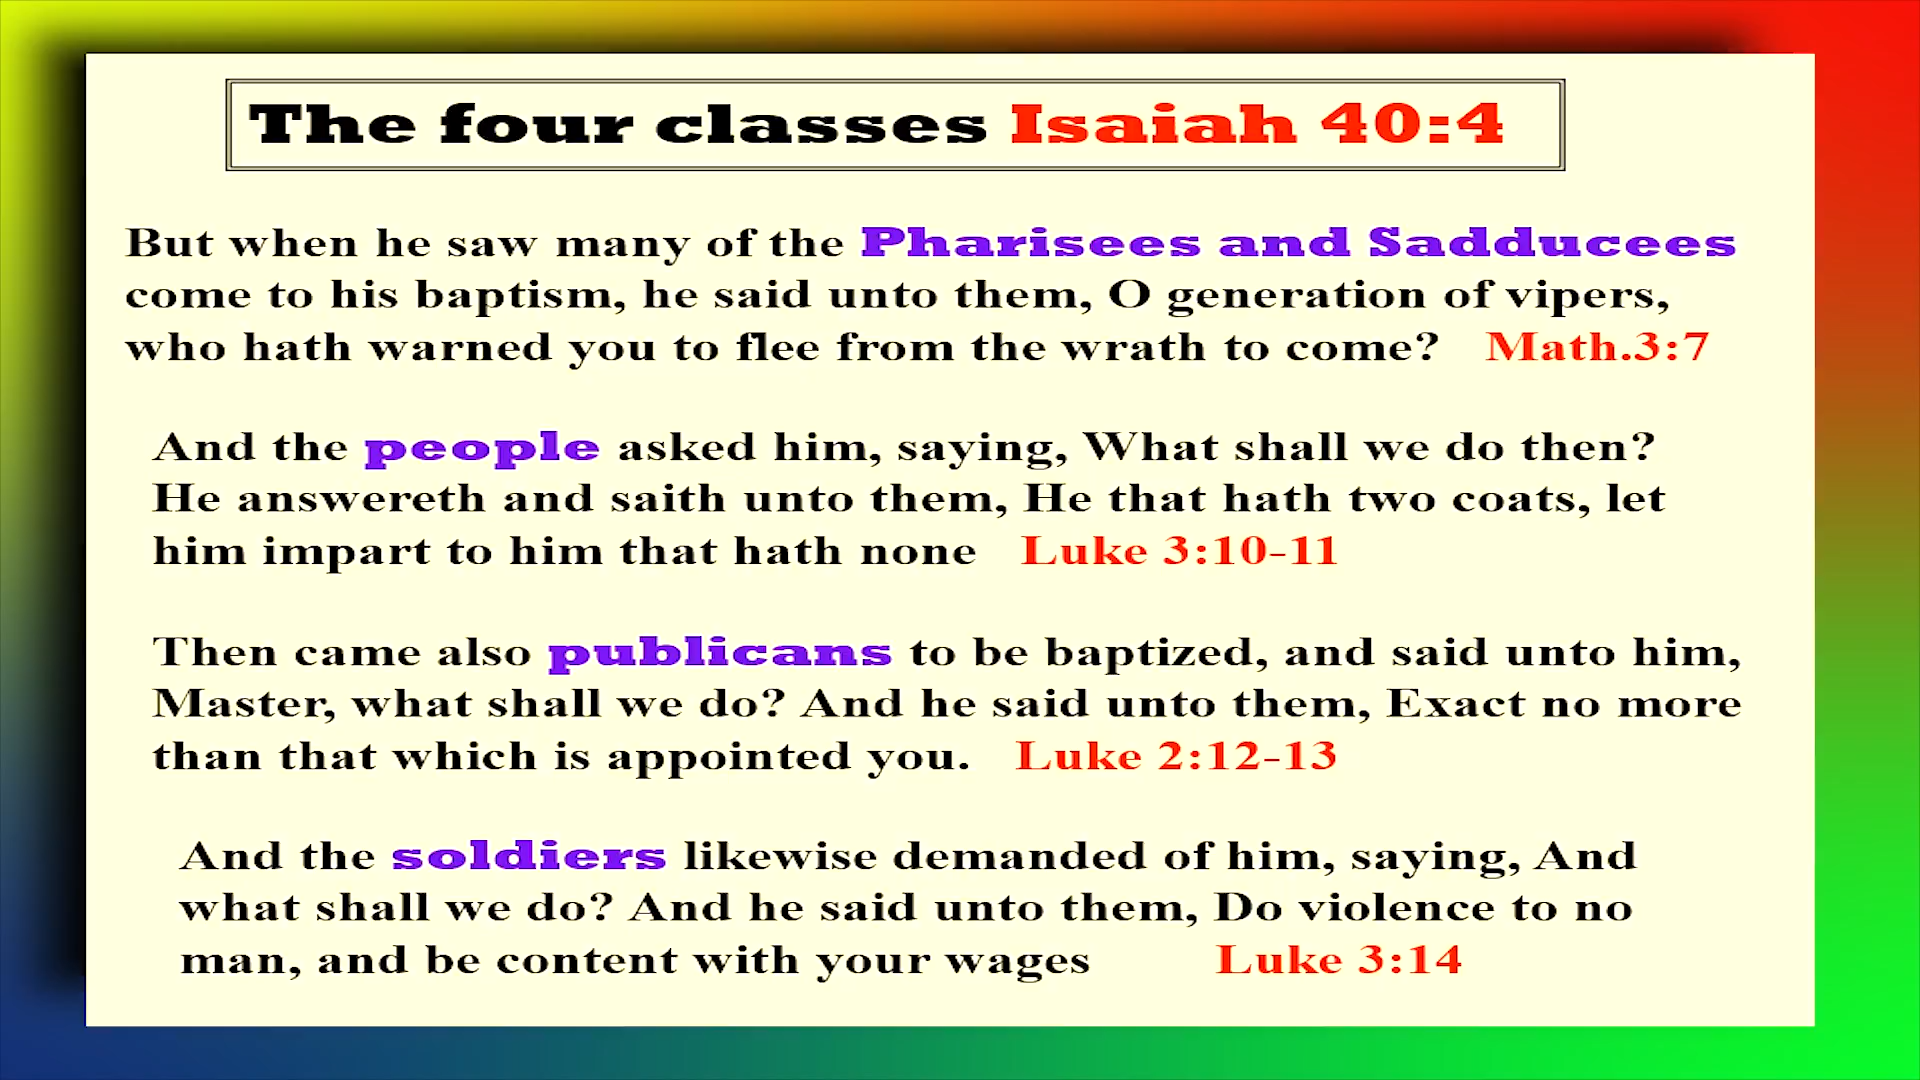 The four classes Isaiah 40:4
But when he saw many of the Pharisees and Sadducees
come to his baptism, he said unto them, O generation of vipers,
who hath warned you to flee from the wrath to come? Math.3:7
And the people asked him, saying, What shall we do then?
He answereth and saith unto them, He that hath two coats, let
him impart to him that hath none Luke 3:10-11
Then came also publicans to be baptized, and said unto him,
Master, what shall we do? And he said unto them, Exact no more
than that which is appointed you. Luke 2:12-13
And the soldiers likewise demanded of him, saying, And
what shall we do? And he said unto them, Do violence to no
man, and be content with your wages Luke 3:14